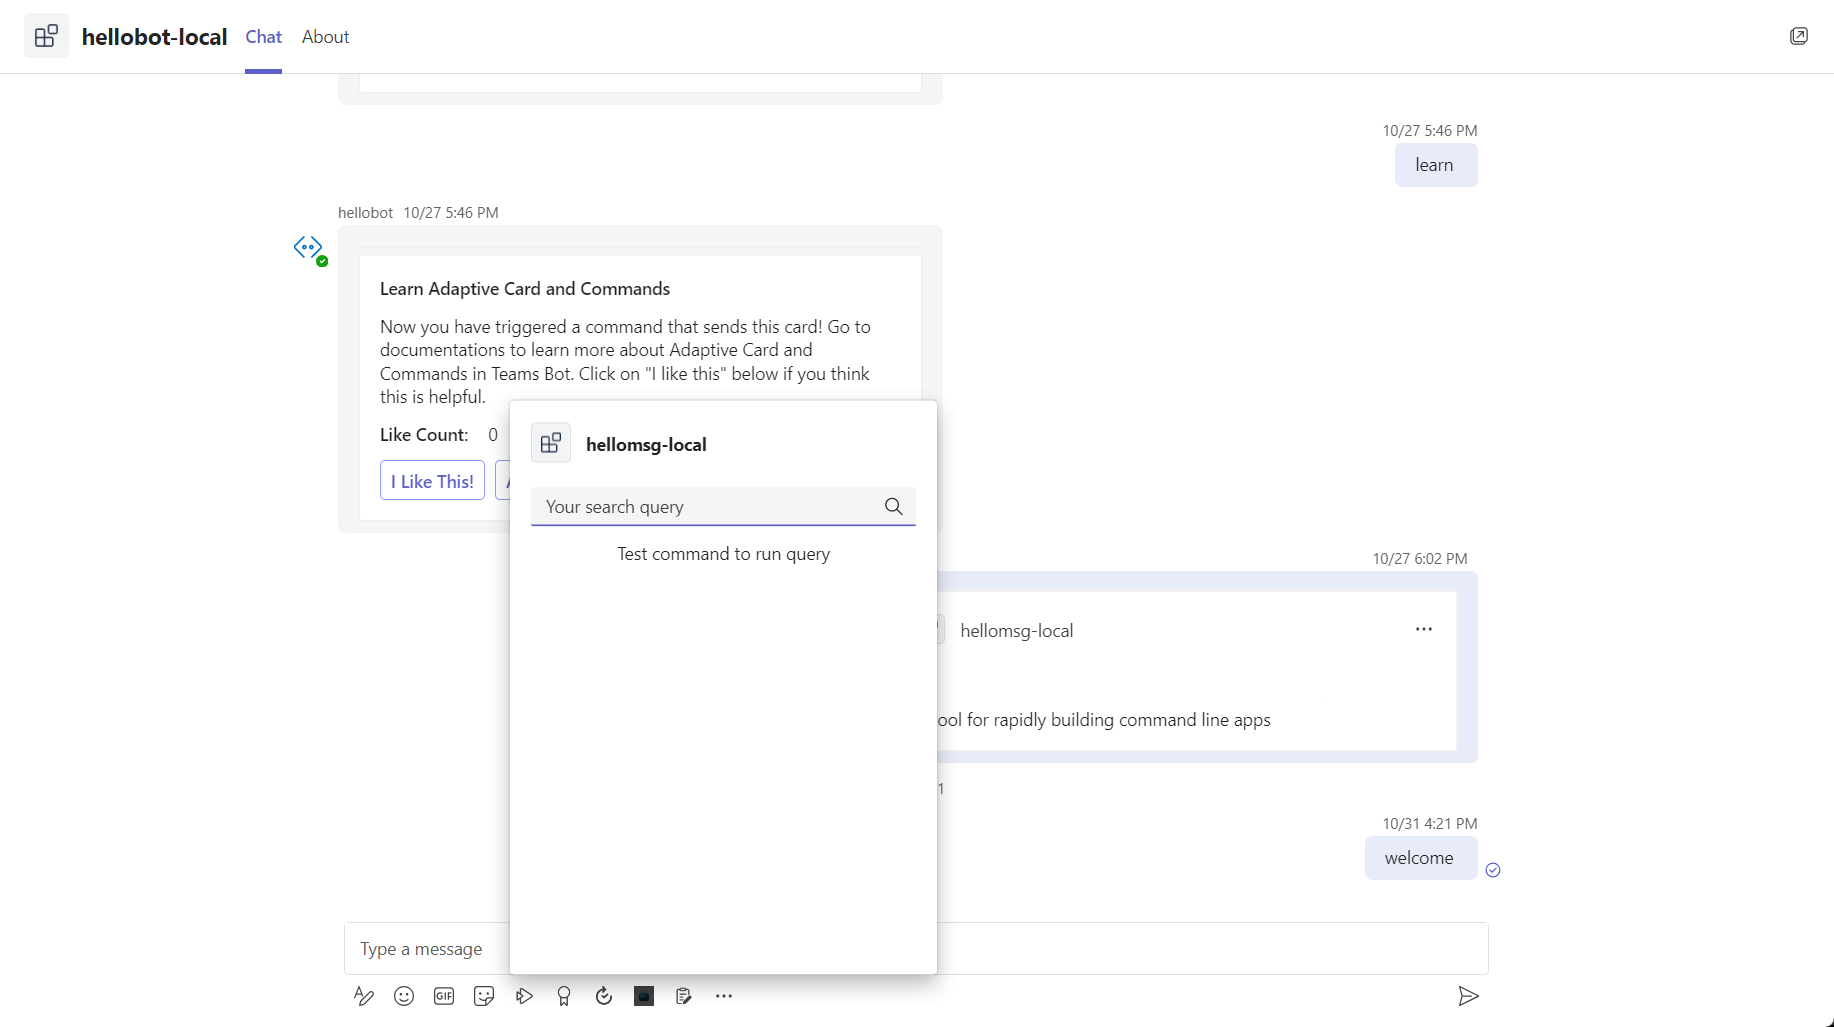 hellobot-local Chat About
10/27 5:46 PM
learn
hellobot 10/27 5:46 PM
Learn Adaptive Card and Commands
Now you have triggered a command that sends this card! Go to
documentations to learn more about Adaptive Card and
Commands in Teams Bot. Click on "I like this" below if you think
this is helpful.
Like Count: 0
I Like This!
hellomsg-local
Your search query
Test command to run query
10/27 6:02 PM
hellomsg-local
ool for rapidly building command line apps
1
10/31 4:21 PM
welcome
Type a message
GIF